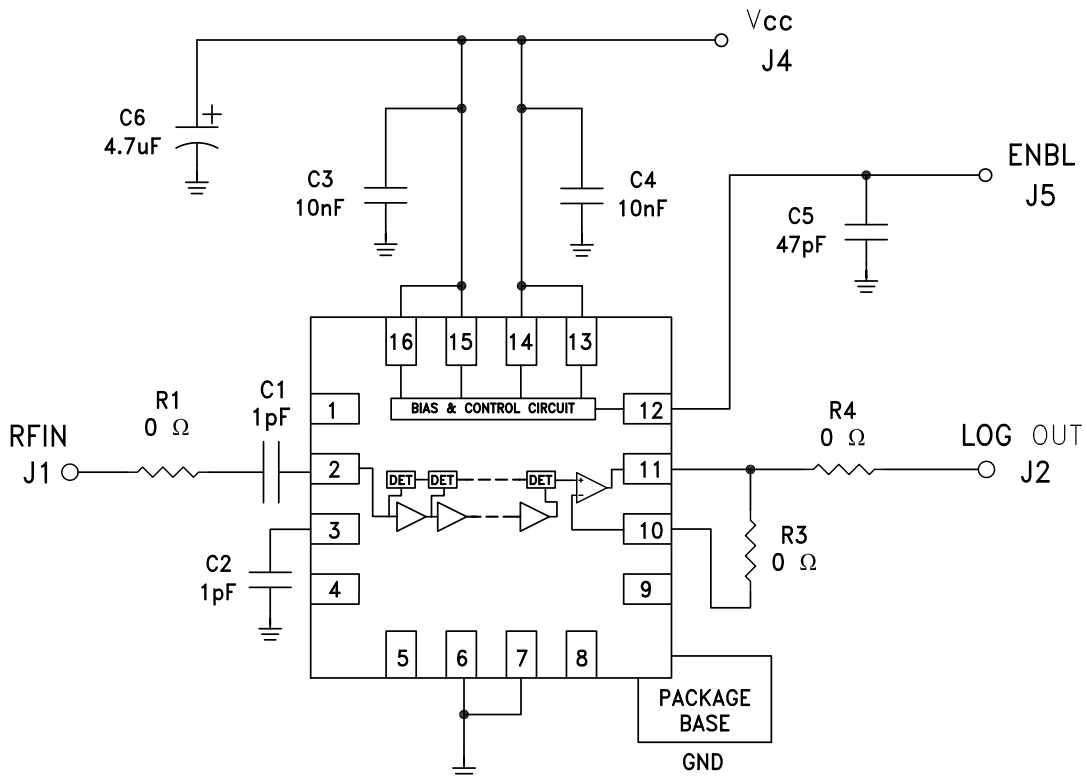 Vcc
J4
C6
+
4.7uF
C3
10nF
C4
10nF
ENBL
J5
C5
47pF
16
15
14
13
BIAS & CONTROL CIRCUIT
1
12
R1
0 Ω
C1
1pF
RFIN
J1
2
DET
DET
DET
+
-
11
R4
0 Ω
LOG OUT
J2
3
10
R3
0 Ω
C2
1pF
4
9
5
6
7
8
PACKAGE
BASE
GND